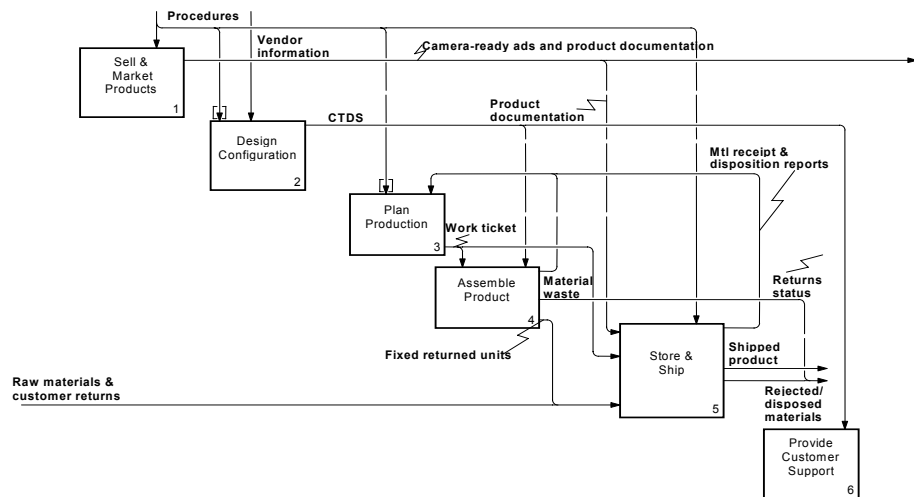 Procedures
Vendor
information
Camera-ready ads and product documentation
Sell &
Market
Products
1
Product
documentation
CTDS
Design
Configuration
2
Mtl receipt &
disposition reports
Plan
Production
3
Work ticket
Assemble
Product
4
Material
waste
Returns
status
Fixed returned units
Store &
Ship
5
Shipped
product
Raw materials &
customer returns
Rejected/
disposed
materials
Provide
Customer
Support
6